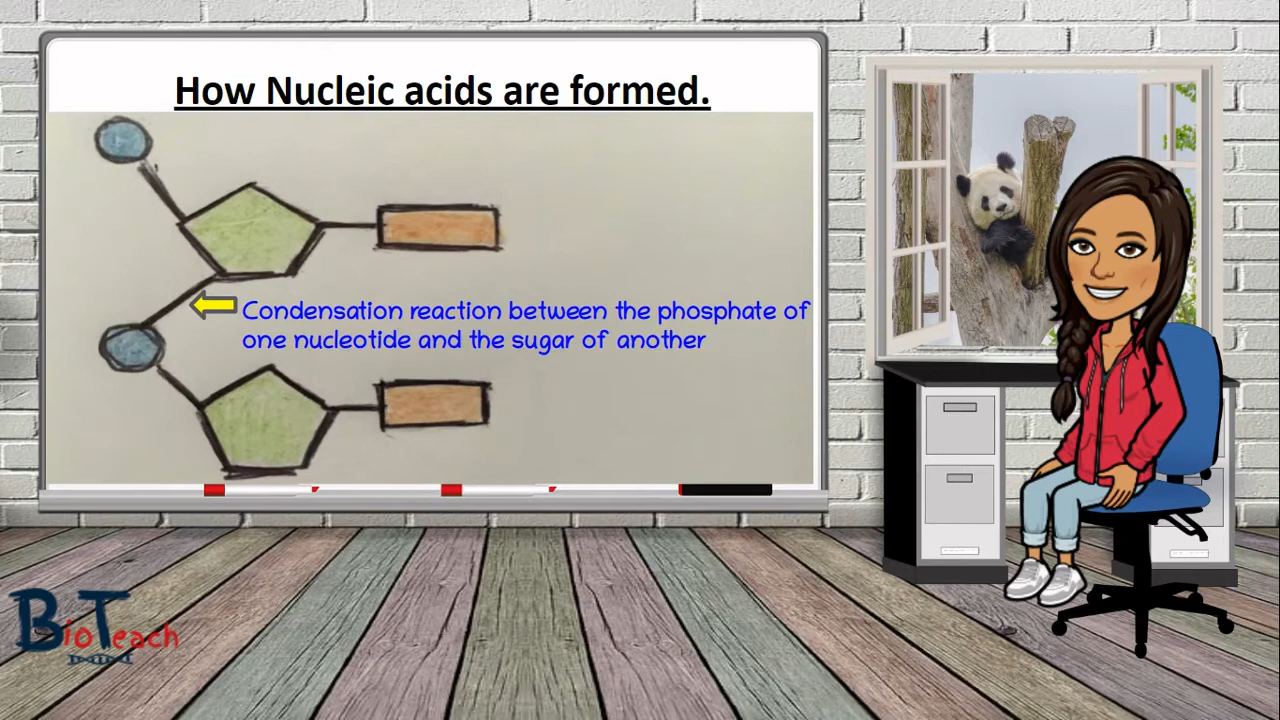 How Nucleic acids are formed.
Condensation reaction between the phosphate of
one nucleotide and the sugar of another
BioTeach